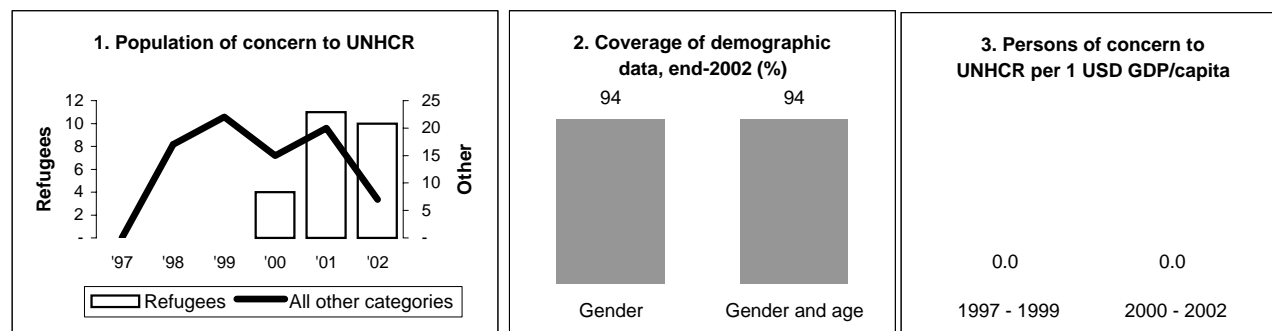 1. Population of concern to UNHCR
12
10
8
6
4
2
-
Refugees
25
20
15
10
5
-
Other
'97 '98 '99 '00 '01 '02
Refugees All other categories
2. Coverage of demographic
data, end-2002 (%)
94 94
Gender Gender and age
3. Persons of concern to
UNHCR per 1 USD GDP/capita
0.0 0.0
1997 - 1999 2000 - 2002